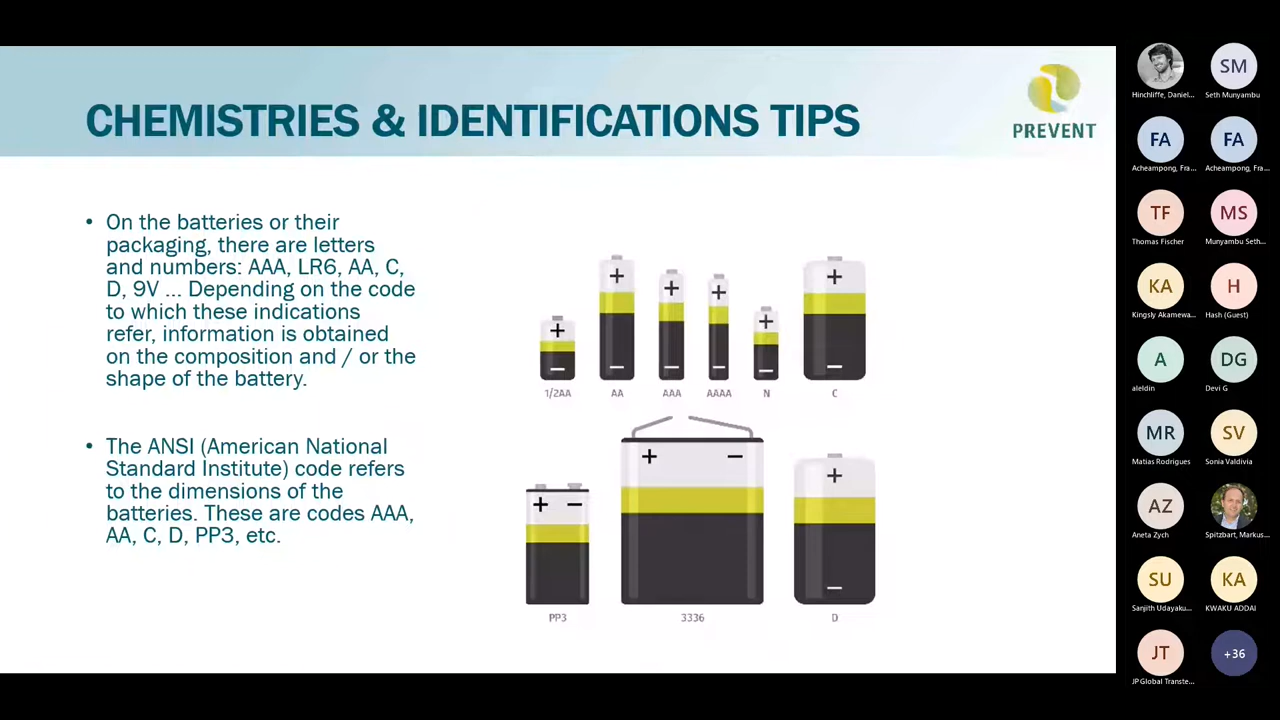 CHEMISTRIES & IDENTIFICATIONS TIPS
PREVENT
• On the batteries or their
packaging, there are letters
and numbers: AAA, LR6, AA, C,
D, 9V ... Depending on the code
to which these indications
refer, information is obtained
on the composition and / or the
shape of the battery.
• The ANSI (American National
Standard Institute) code refers
to the dimensions of the
batteries. These are codes AAA,
AA, C, D, PP3, etc.
+ + + + + +
− − − − − −
1/2AA AA AAA AAAA N C
+ − + − +
−
PP3 3336 D
SM
Hinchliffe, Daniel... Seth Munyambu
FA FA
Acheampong, Fra... Acheampong, Fra...
TF MS
Thomas Fischer Munyambu Seth...
KA H
Kingsly Akamewa... Hash (Guest)
A DG
aleldin Devi G
MR SV
Matias Rodrigues Sonia Valdivia
AZ
Aneta Zych Spitzbart, Markus...
SU KA
Sanjith Udayaku... KWAKU ADDAI
JT +36
JP Global Transte...